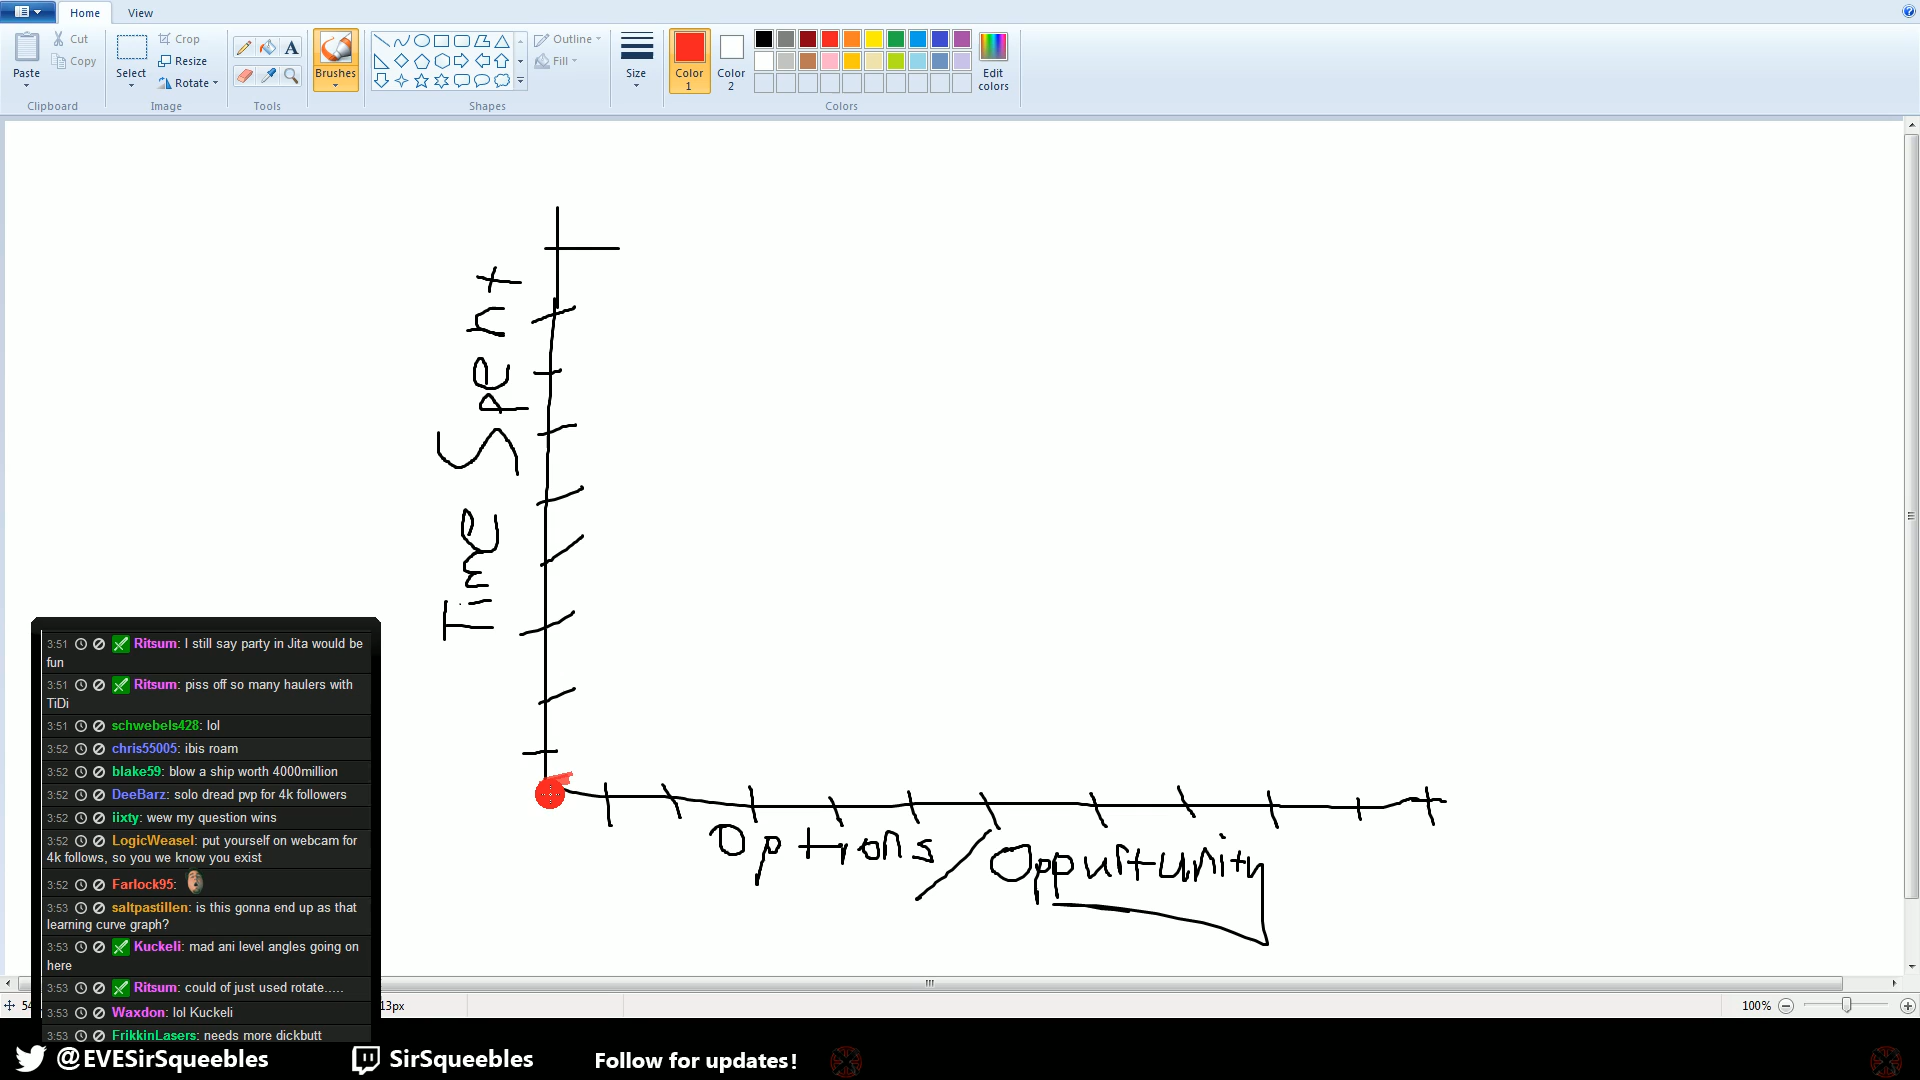 Home View
Paste
Cut
Copy
Clipboard
Select
Crop
Resize
Rotate
Image
A
Tools
Brushes
Shapes
Outline
Fill
Size
Color 1
Color 2
Edit colors
Colors
Time Spent
Options / Oppurtunity
3:51 Ritsum: I still say party in Jita would be
fun
3:51 Ritsum: piss off so many haulers with
TiDi
3:51 schwebels428: lol
3:52 chris55005: ibis roam
3:52 blake59: blow a ship worth 4000million
3:52 DeeBarz: solo dread pvp for 4k followers
3:52 iixty: wew my question wins
3:52 LogicWeasel: put yourself on webcam for
4k follows, so you we know you exist
3:52 Farlock95:
3:53 saltpastillen: is this gonna end up as that
learning curve graph?
3:53 Kuckeli: mad ani level angles going on
here
3:53 Ritsum: could of just used rotate.....
3:53 Waxdon: lol Kuckeli
3:53 FrikkinLasers: needs more dickbutt
13px
100%
@EVESirSqueebles SirSqueebles Follow for updates!